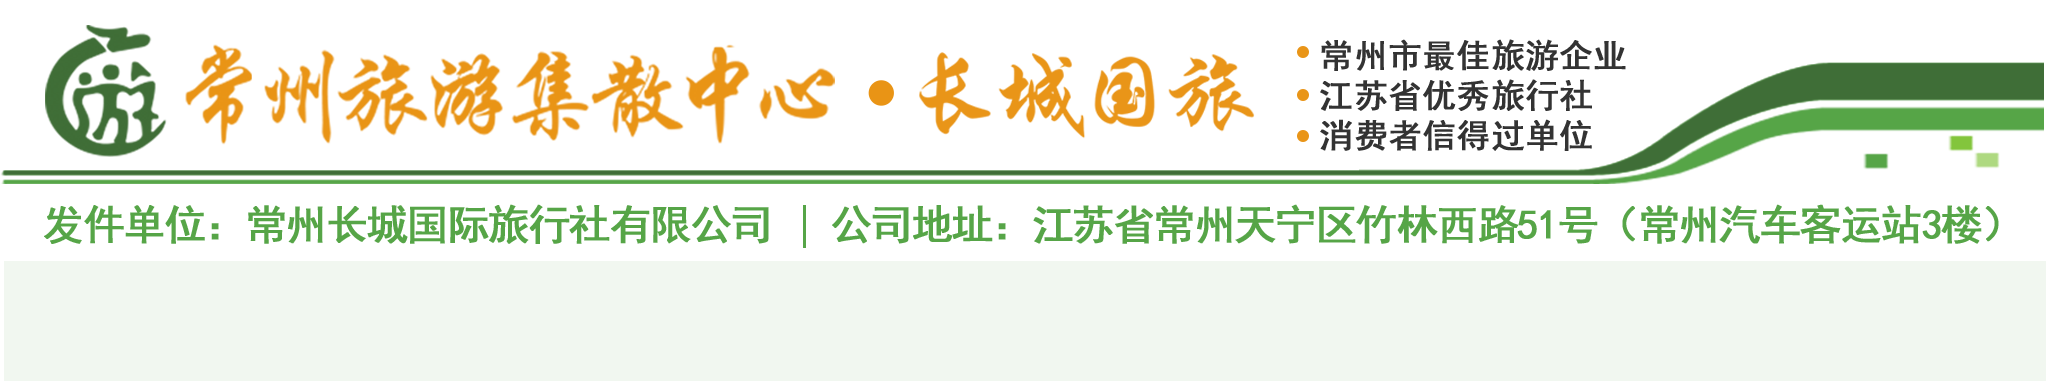 游
常州旅游集散中心·长城国旅
•常州市最佳旅游企业
•江苏省优秀旅行社
•消费者信得过单位
发件单位：常州长城国际旅行社有限公司 | 公司地址：江苏省常州天宁区竹林西路51号（常州汽车客运站3楼）